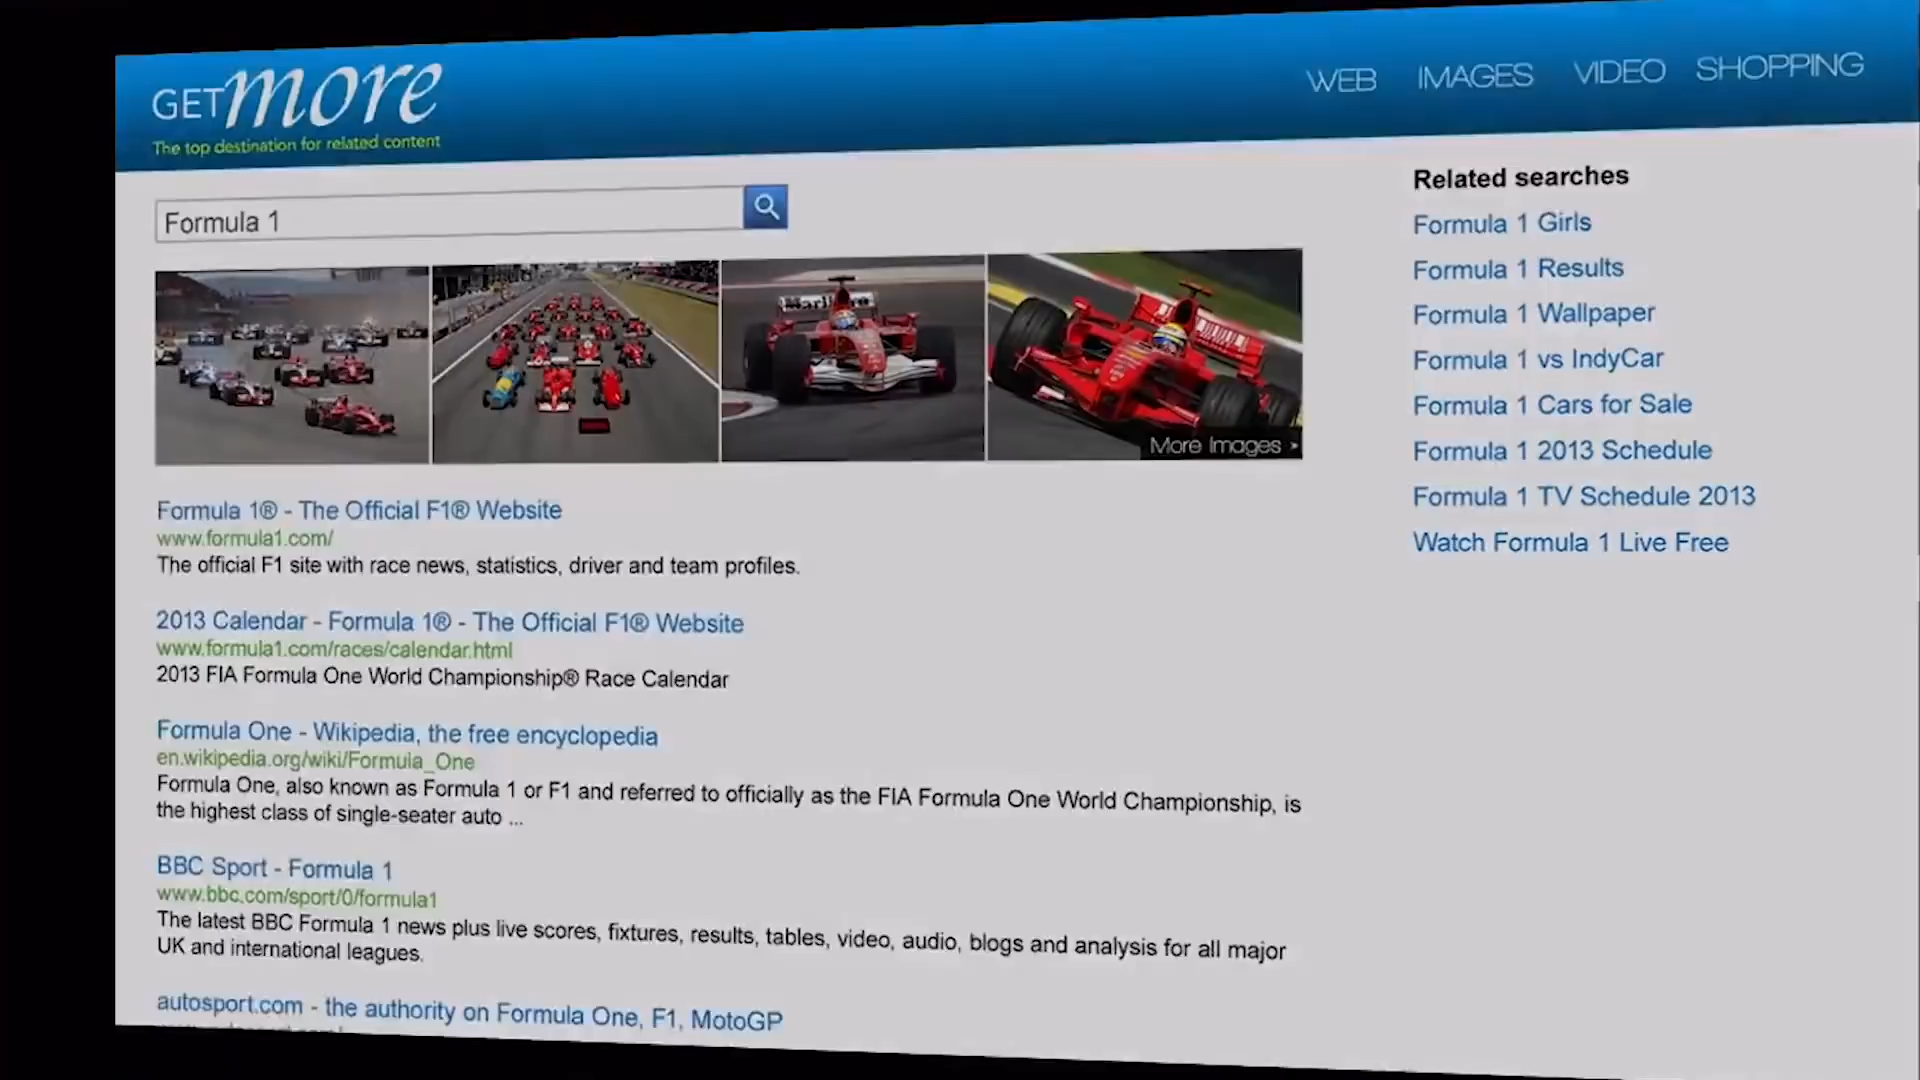 GETmore
The top destination for related content
WEB IMAGES VIDEO SHOPPING
Formula 1
Marlboro
More Images
Formula 1® - The Official F1® Website
www.formula1.com/
The official F1 site with race news, statistics, driver and team profiles.
2013 Calendar - Formula 1® - The Official F1® Website
www.formula1.com/races/calendar.html
2013 FIA Formula One World Championship® Race Calendar
Formula One - Wikipedia, the free encyclopedia
en.wikipedia.org/wiki/Formula_One
Formula One, also known as Formula 1 or F1 and referred to officially as the FIA Formula One World Championship, is
the highest class of single-seater auto ...
BBC Sport - Formula 1
www.bbc.com/sport/0/formula1
The latest BBC Formula 1 news plus live scores, fixtures, results, tables, video, audio, blogs and analysis for all major
UK and international leagues.
autosport.com - the authority on Formula One, F1, MotoGP
Related searches
Formula 1 Girls
Formula 1 Results
Formula 1 Wallpaper
Formula 1 vs IndyCar
Formula 1 Cars for Sale
Formula 1 2013 Schedule
Formula 1 TV Schedule 2013
Watch Formula 1 Live Free